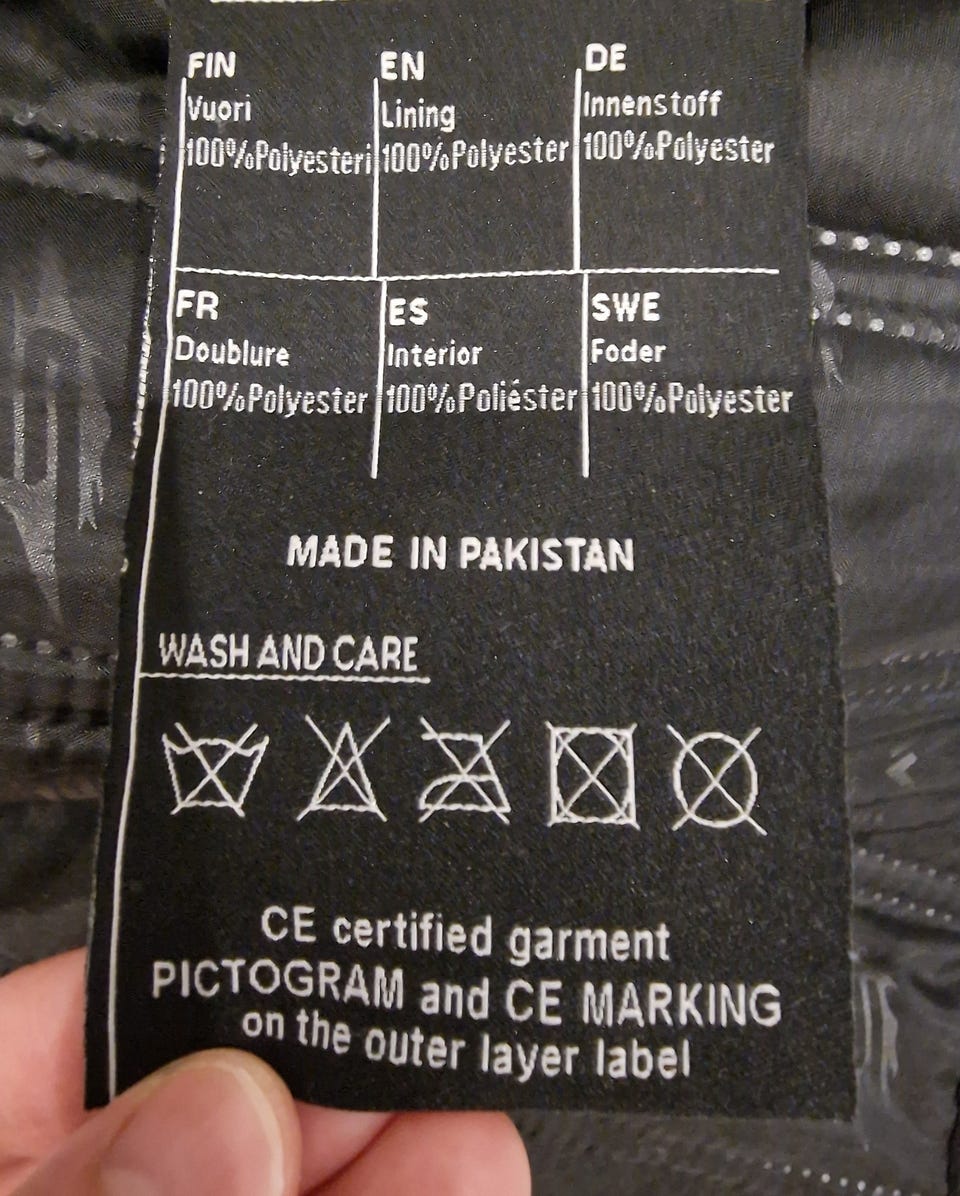 FIN
Vuori
100%Polyesteri
EN
Lining
100%Polyester
DE
Innenstoff
100%Polyester
FR
Doublure
100%Polyester
ES
Interior
100%Poliéster
SWE
Foder
100%Polyester
MADE IN PAKISTAN
WASH AND CARE
CE certified garment
PICTOGRAM and CE MARKING
on the outer layer label